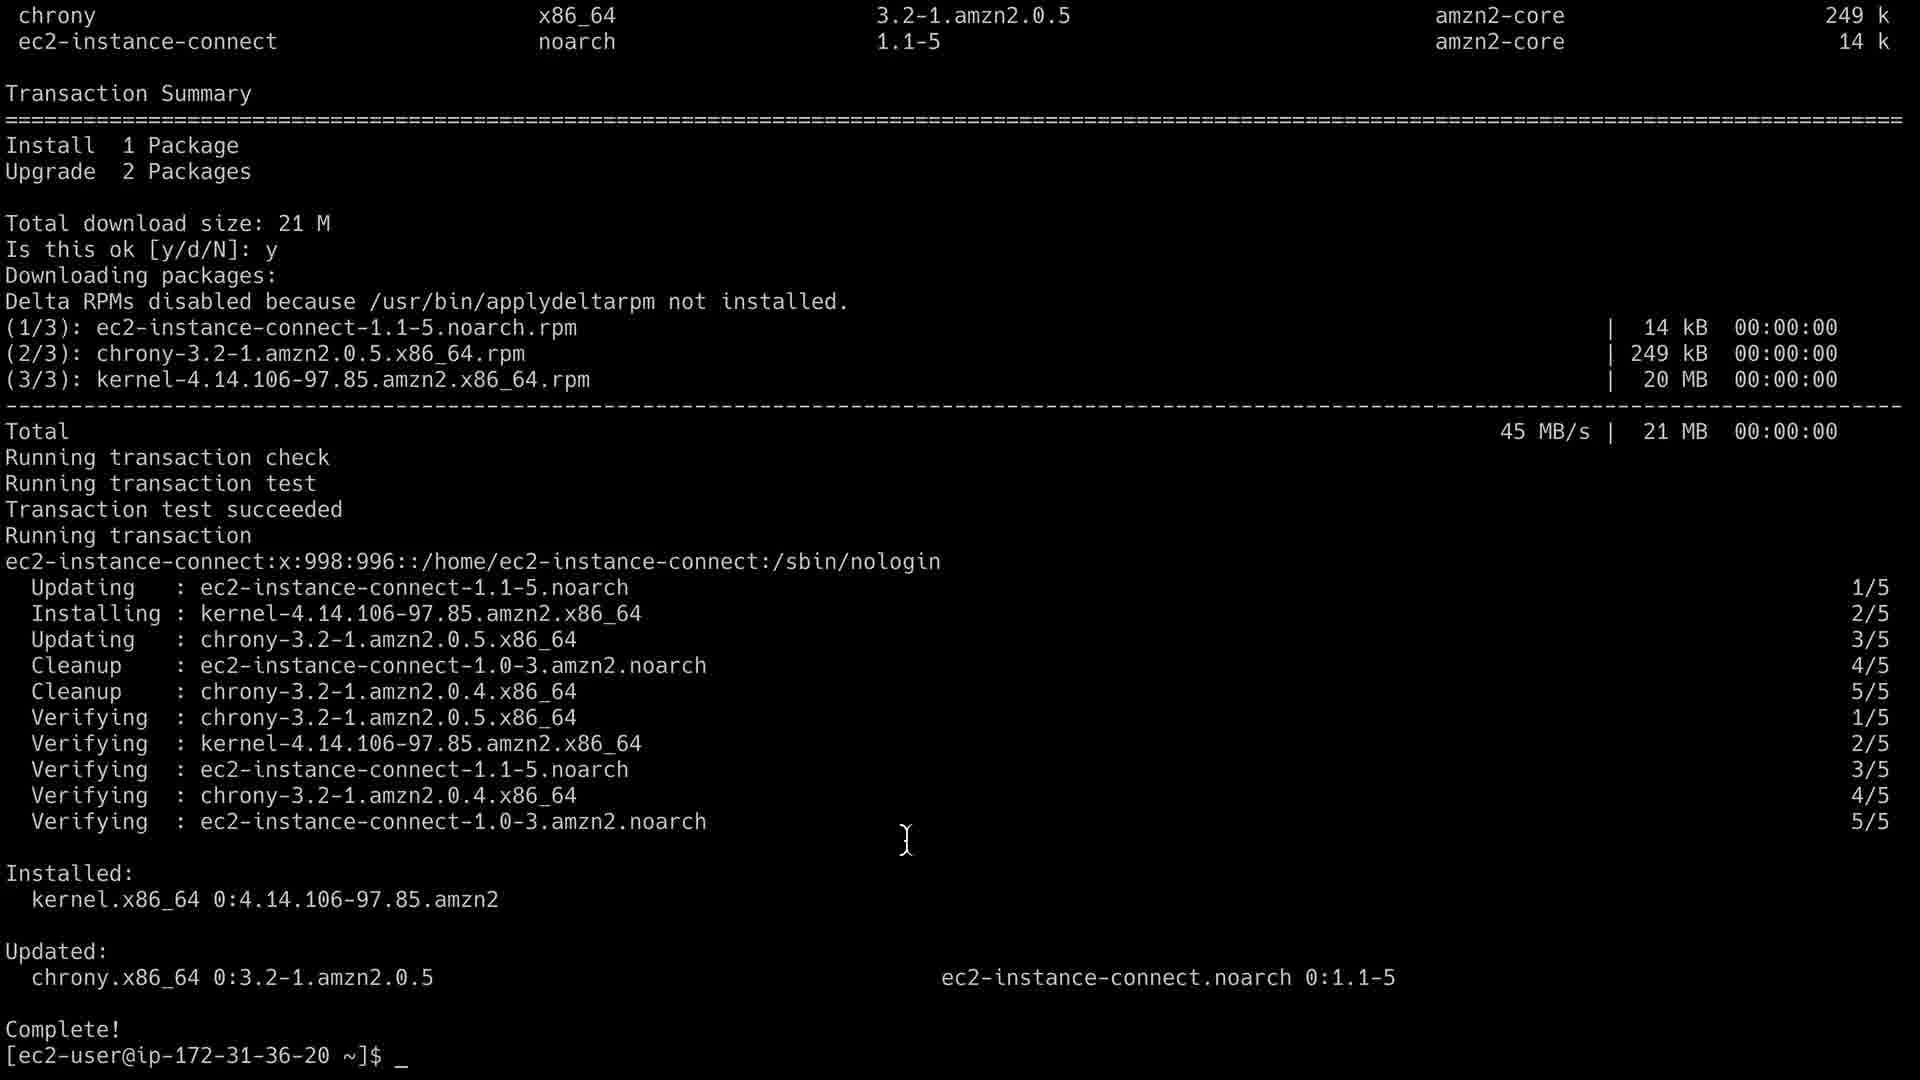 chrony x86_64 3.2-1.amzn2.0.5 amzn2-core 249 k
ec2-instance-connect noarch 1.1-5 amzn2-core 14 k
Transaction Summary
================================================================================
Install 1 Package
Upgrade 2 Packages
Total download size: 21 M
Is this ok [y/d/N]: y
Downloading packages:
Delta RPMs disabled because /usr/bin/applydeltarpm not installed.
(1/3): ec2-instance-connect-1.1-5.noarch.rpm | 14 kB 00:00:00
(2/3): chrony-3.2-1.amzn2.0.5.x86_64.rpm | 249 kB 00:00:00
(3/3): kernel-4.14.106-97.85.amzn2.x86_64.rpm | 20 MB 00:00:00
--------------------------------------------------------------------------------
Total 45 MB/s | 21 MB 00:00:00
Running transaction check
Running transaction test
Transaction test succeeded
Running transaction
ec2-instance-connect:x:998:996::/home/ec2-instance-connect:/sbin/nologin
Updating : ec2-instance-connect-1.1-5.noarch 1/5
Installing : kernel-4.14.106-97.85.amzn2.x86_64 2/5
Updating : chrony-3.2-1.amzn2.0.5.x86_64 3/5
Cleanup : ec2-instance-connect-1.0-3.amzn2.noarch 4/5
Cleanup : chrony-3.2-1.amzn2.0.4.x86_64 5/5
Verifying : chrony-3.2-1.amzn2.0.5.x86_64 1/5
Verifying : kernel-4.14.106-97.85.amzn2.x86_64 2/5
Verifying : ec2-instance-connect-1.1-5.noarch 3/5
Verifying : chrony-3.2-1.amzn2.0.4.x86_64 4/5
Verifying : ec2-instance-connect-1.0-3.amzn2.noarch 5/5
Installed:
kernel.x86_64 0:4.14.106-97.85.amzn2
Updated:
chrony.x86_64 0:3.2-1.amzn2.0.5 ec2-instance-connect.noarch 0:1.1-5
Complete!
[ec2-user@ip-172-31-36-20 ~]$ _